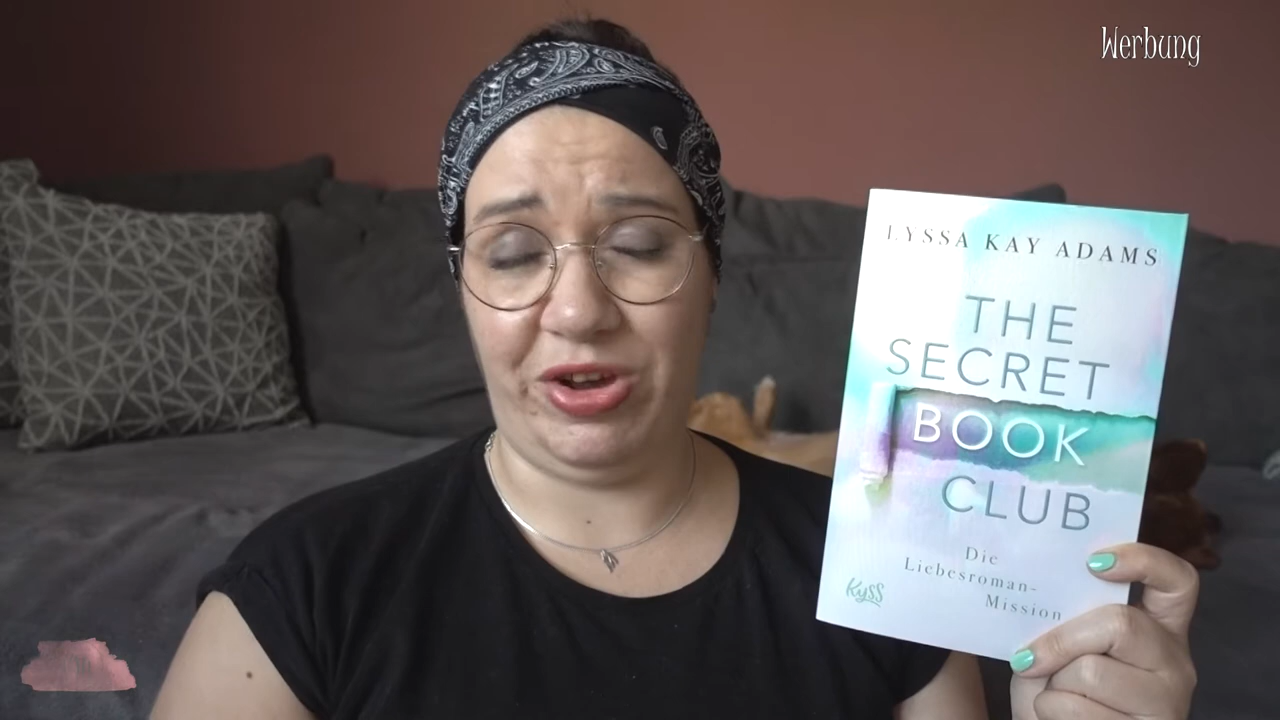 Werbung
LYSSA KAY ADAMS
THE
SECRET
BOOK
CLUB
Die
Liebesroman-
Mission
KYSS